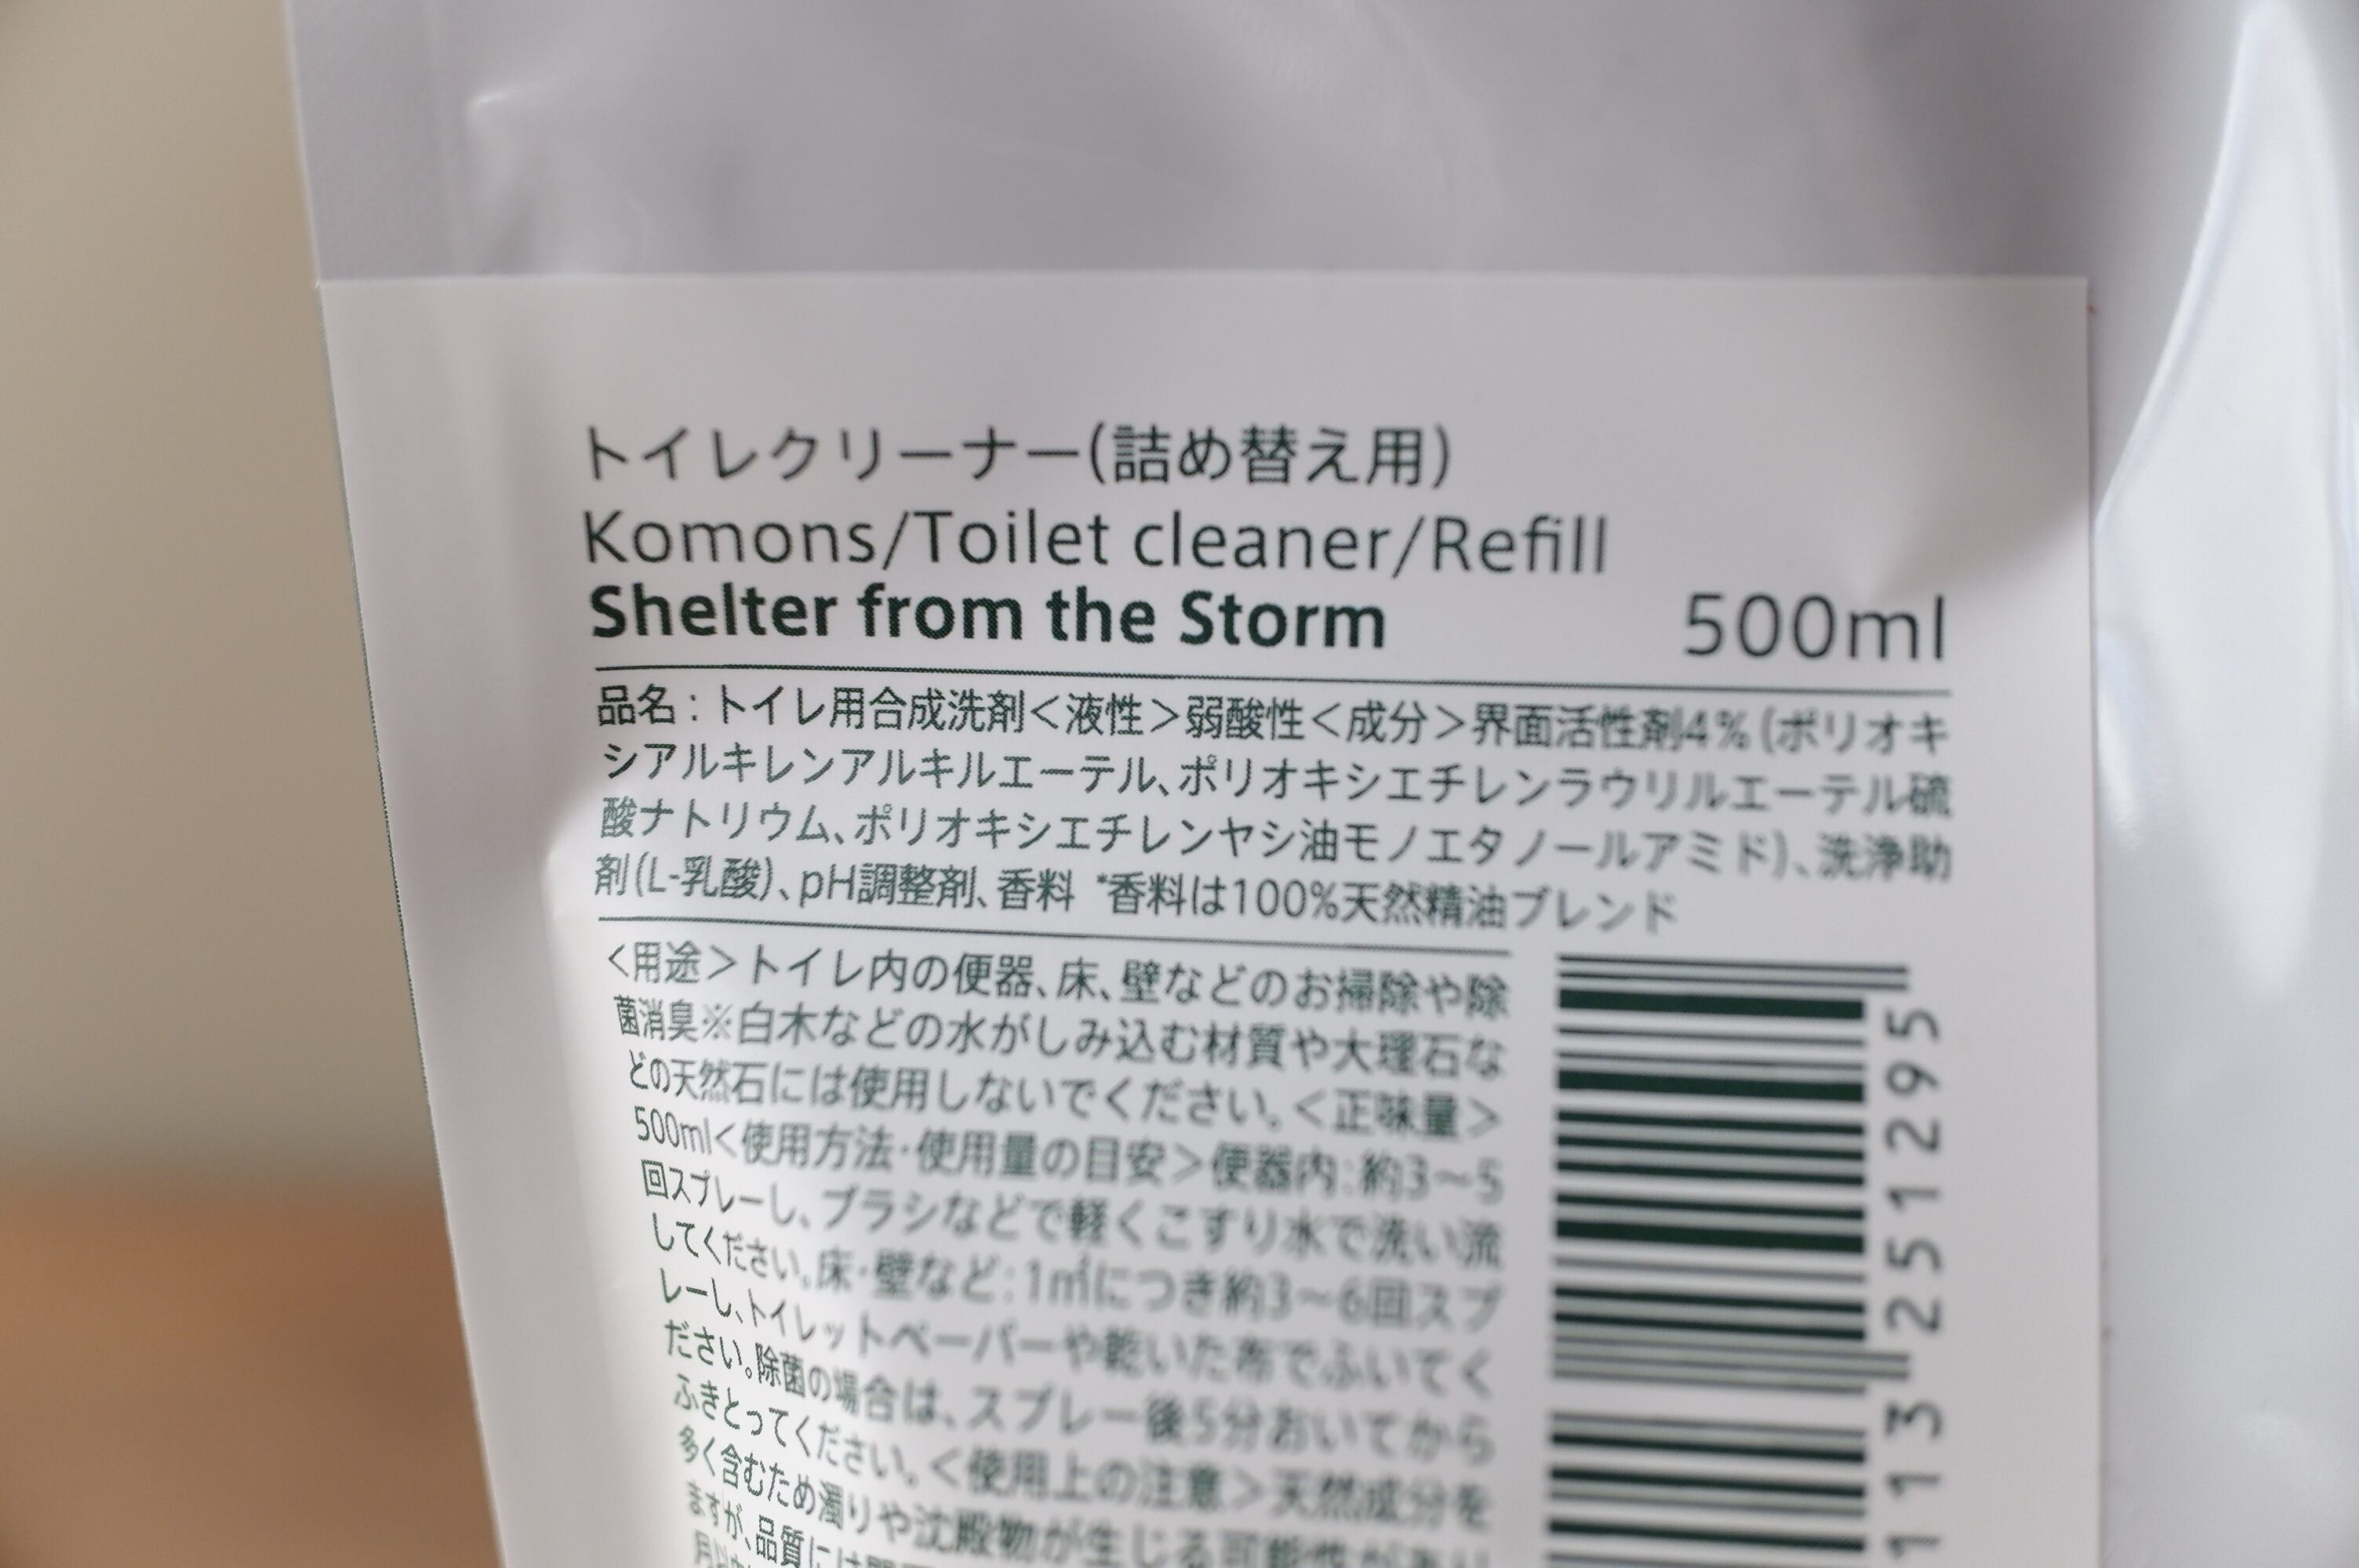 トイレクリーナー(詰め替え用)
Komons/Toilet cleaner/Refill
Shelter from the Storm 500ml
品名:トイレ用合成洗剤<液性>弱酸性<成分>界面活性剤4%(ポリオキ
シアルキレンアルキルエーテル、ポリオキシエチレンラウリルエーテル硫
酸ナトリウム、ポリオキシエチレンヤシ油モノエタノールアミド)、洗浄助
剤(L-乳酸)、pH調整剤、香料 *香料は100%天然精油ブレンド
<用途>トイレ内の便器、床、壁などのお掃除や除
菌消臭※白木などの水がしみ込む材質や大理石な
どの天然石には使用しないでください。<正味量>
500ml<使用方法・使用量の目安>便器内:約3〜5
回スプレーし、ブラシなどで軽くこすり水で洗い流
してください。床・壁など:1㎡につき約3〜6回スプ
レーし、トイレットペーパーや乾いた布でふいてく
ださい。除菌の場合は、スプレー後5分おいてから
ふきとってください。<使用上の注意>天然成分を
多く含むため濁りや沈殿物が生じる可能性があり
ますが、品質には
295
251
113